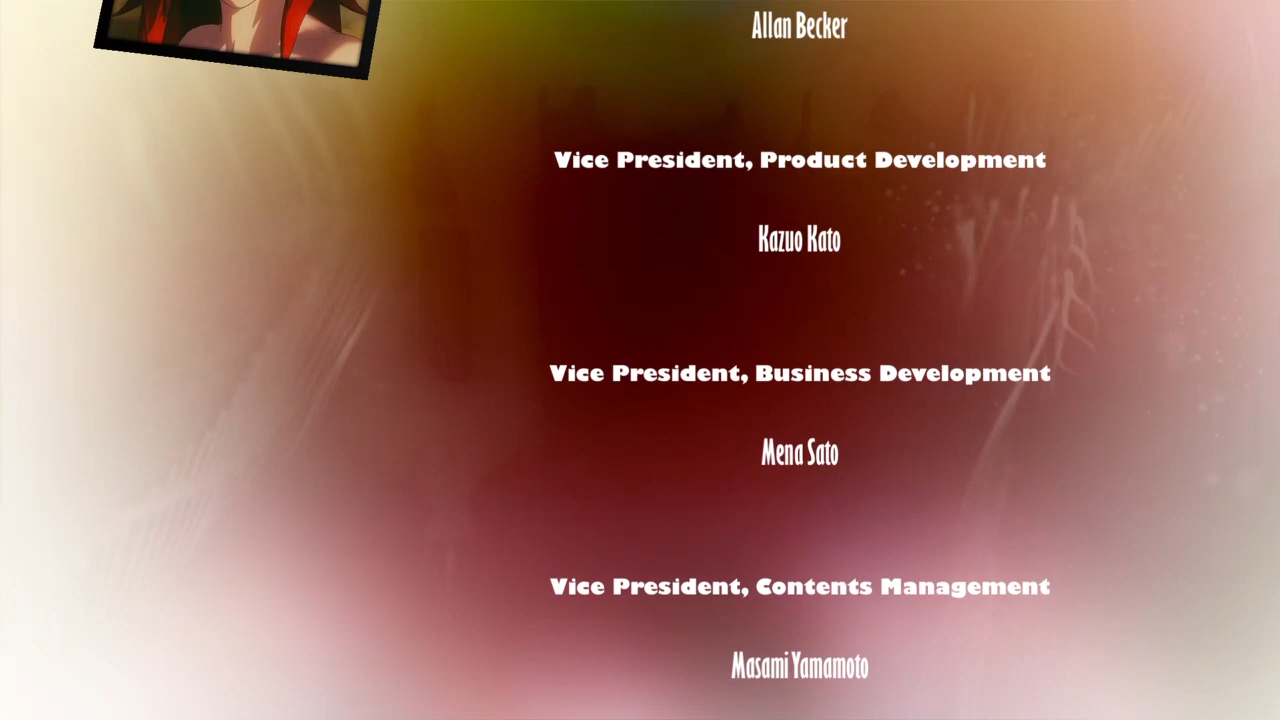 Allan Becker
Vice President, Product Development
Kazuo Kato
Vice President, Business Development
Mena Sato
Vice President, Contents Management
Masami Yamamoto